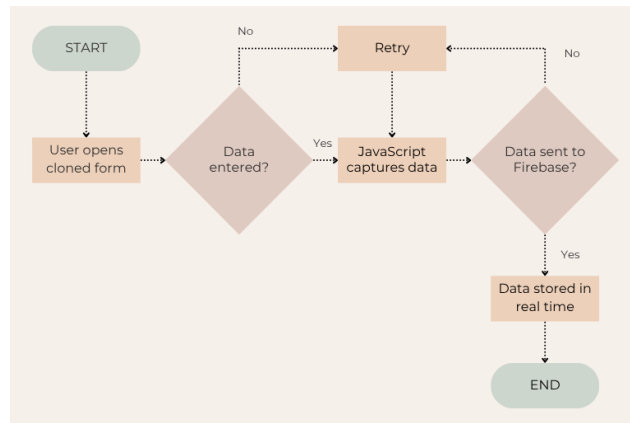 START
No
Retry
No
User opens
cloned form
Data
entered?
Yes
JavaScript
captures data
Data sent to
Firebase?
Yes
Data stored in
real time
END